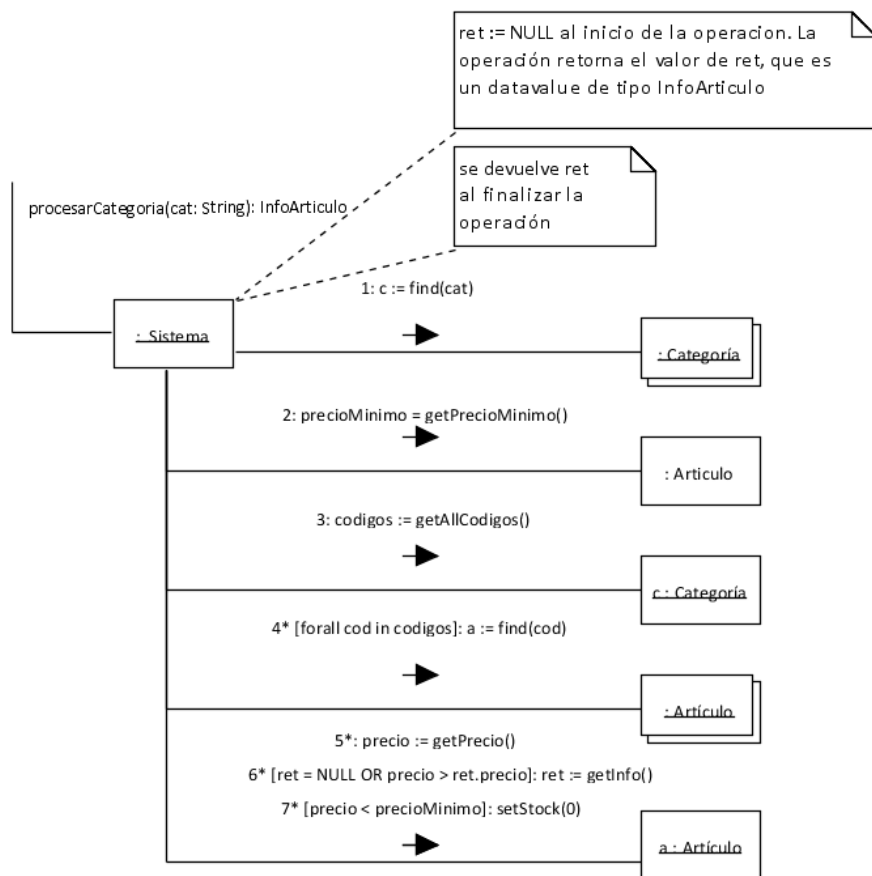 ret := NULL al inicio de la operacion. La
operación retorna el valor de ret, que es
un datavalue de tipo InfoArticulo
se devuelve ret
al finalizar la
operación
procesarCategoria(cat: String): InfoArticulo
1: c := find(cat)
: Sistema
: Categoría
2: precioMinimo = getPrecioMinimo()
: Articulo
3: codigos := getAllCodigos()
c : Categoría
4* [forall cod in codigos]: a := find(cod)
: Artículo
5*: precio := getPrecio()
6* [ret = NULL OR precio > ret.precio]: ret := getInfo()
7* [precio < precioMinimo]: setStock(0)
a : Artículo